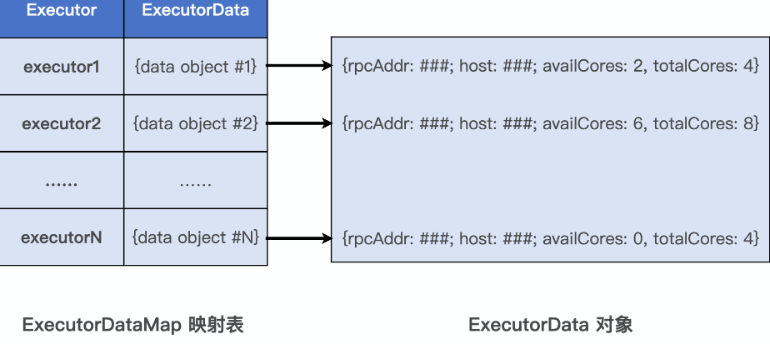 Executor ExecutorData
executor1 {data object #1} {rpcAddr: ###; host: ###; availCores: 2, totalCores: 4}
executor2 {data object #2} {rpcAddr: ###; host: ###; availCores: 6, totalCores: 8}
...... ......
executorN {data object #N} {rpcAddr: ###; host: ###; availCores: 0, totalCores: 4}
ExecutorDataMap 映射表 ExecutorData 对象